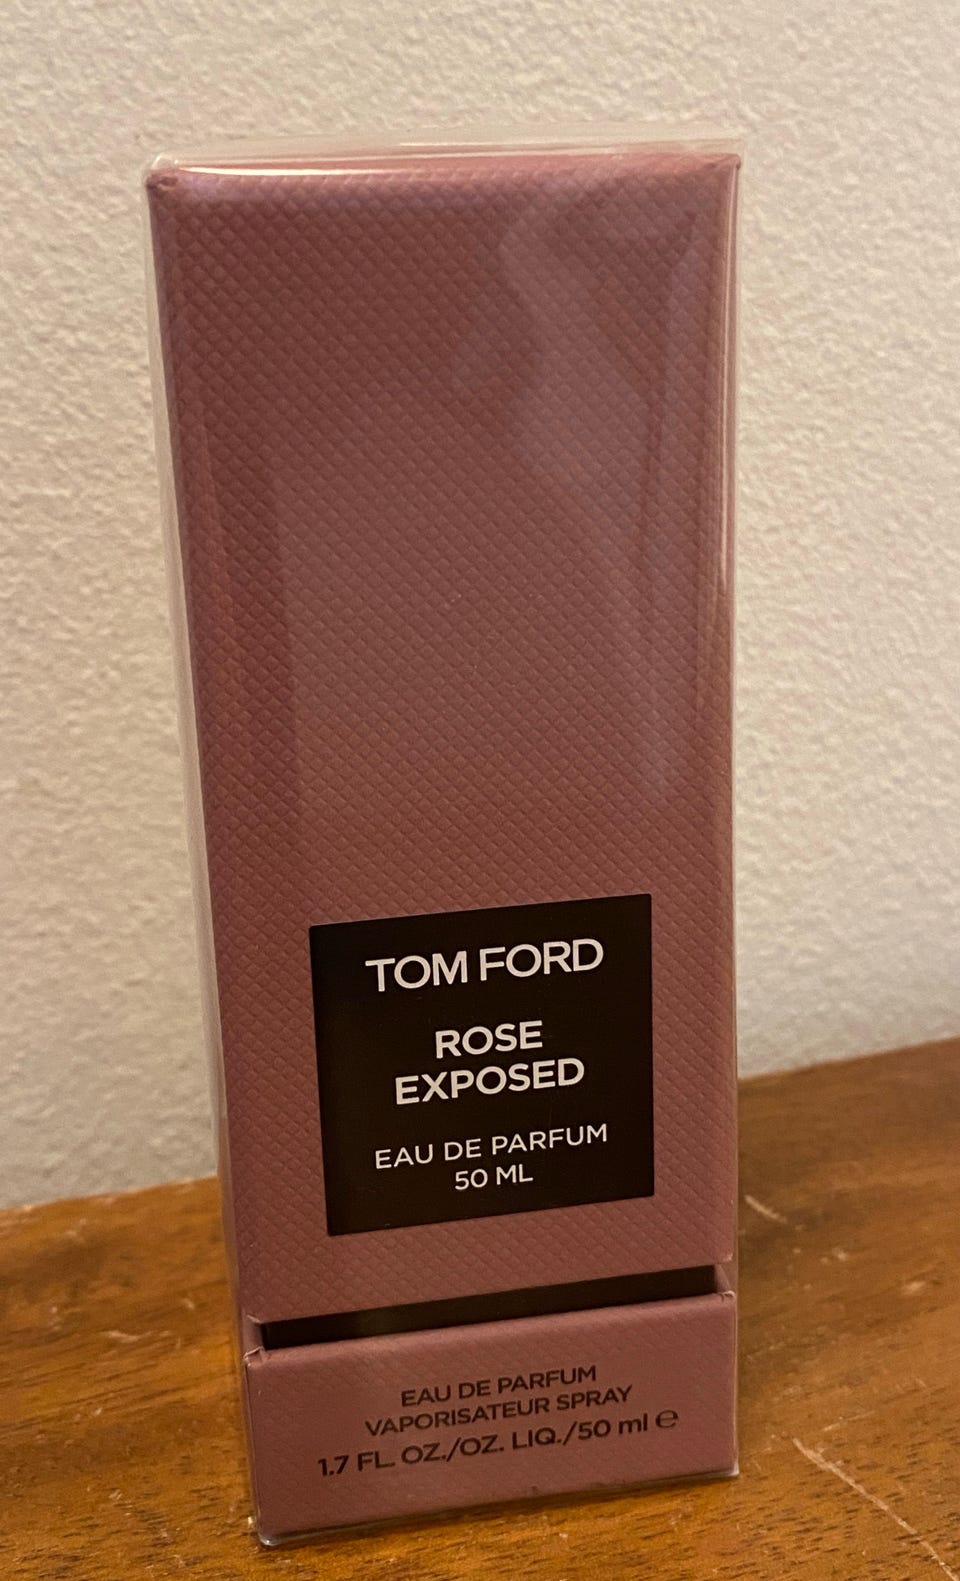 TOM FORD
ROSE
EXPOSED
EAU DE PARFUM
50 ML
EAU DE PARFUM
VAPORISATEUR SPRAY
1.7 FL. OZ./OZ. LIQ./50 ml ℮